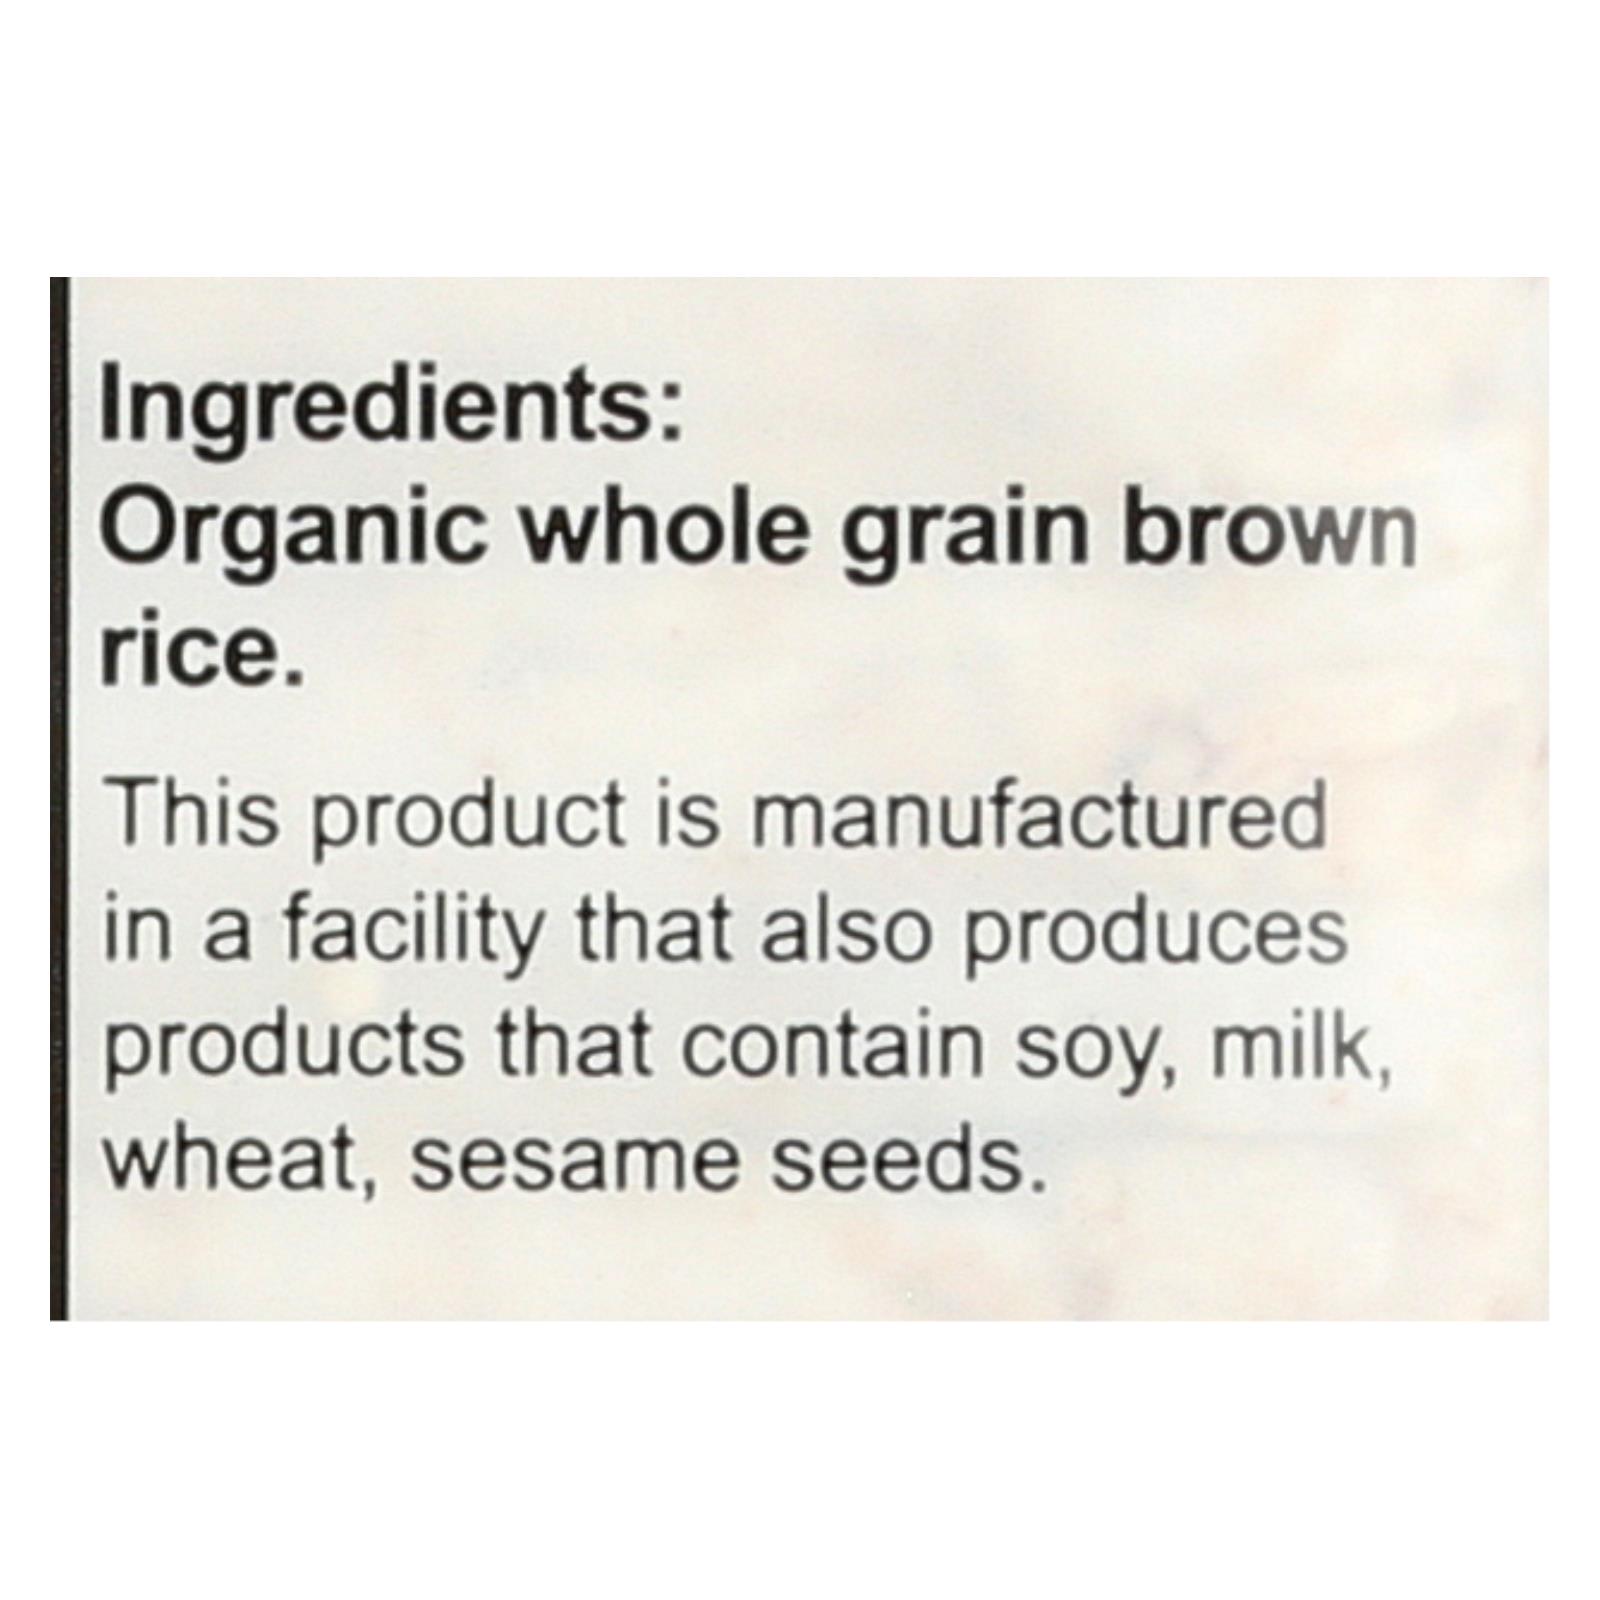 Ingredients:
Organic whole grain brown
rice.
This product is manufactured
in a facility that also produces
products that contain soy, milk,
wheat, sesame seeds.